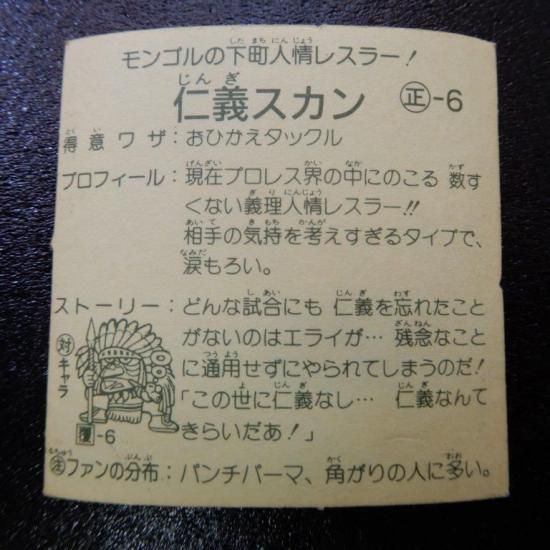 モンゴルの下町人情レスラー!
仁義スカン ㊣-6
得意ワザ:おひかえタックル
プロフィール:現在プロレス界の中にのこる 数す
くない義理人情レスラー!!
相手の気持を考えすぎるタイプで、
涙もろい。
ストーリー:どんな試合にも 仁義を忘れたこと
がないのはエライが… 残念なこと
に通用せずにやられてしまうのだ!
「この世に仁義なし… 仁義なんて
きらいだあ!」
対キャラ
覆-6
注ファンの分布:パンチパーマ、角がりの人に多い。